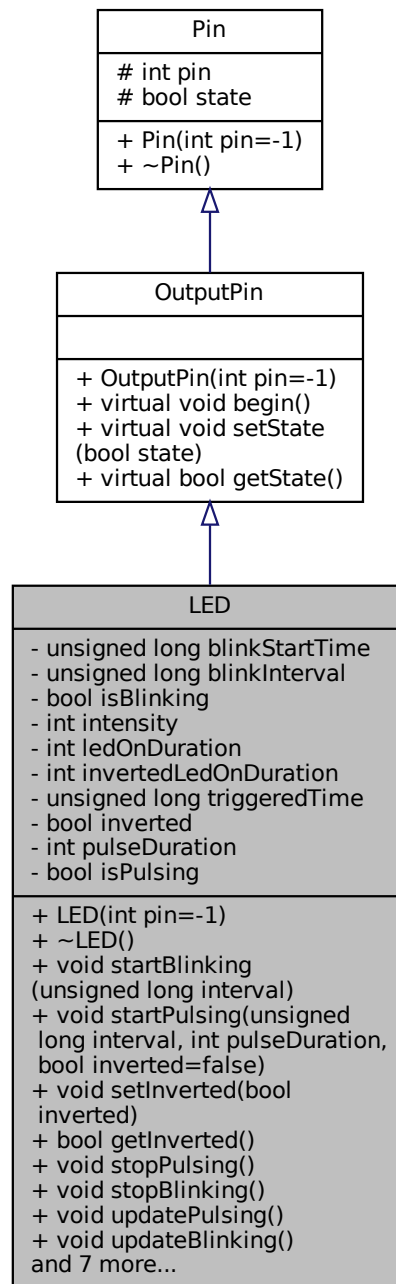 Pin
# int pin
# bool state
+ Pin(int pin=-1)
+ ~Pin()
OutputPin
+ OutputPin(int pin=-1)
+ virtual void begin()
+ virtual void setState
(bool state)
+ virtual bool getState()
LED
- unsigned long blinkStartTime
- unsigned long blinkInterval
- bool isBlinking
- int intensity
- int ledOnDuration
- int invertedLedOnDuration
- unsigned long triggeredTime
- bool inverted
- int pulseDuration
- bool isPulsing
+ LED(int pin=-1)
+ ~LED()
+ void startBlinking
(unsigned long interval)
+ void startPulsing(unsigned
long interval, int pulseDuration,
bool inverted=false)
+ void setInverted(bool
inverted)
+ bool getInverted()
+ void stopPulsing()
+ void stopBlinking()
+ void updatePulsing()
+ void updateBlinking()
and 7 more...